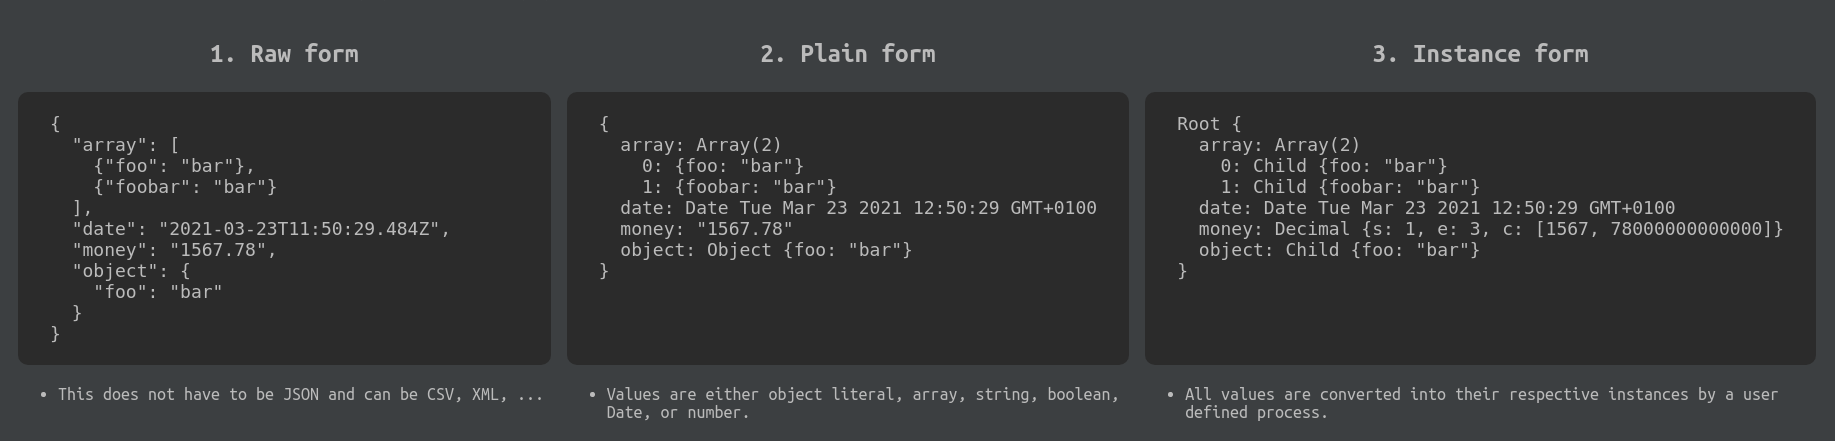 1. Raw form
{
  "array": [
    {"foo": "bar"},
    {"foobar": "bar"}
  ],
  "date": "2021-03-23T11:50:29.484Z",
  "money": "1567.78",
  "object": {
    "foo": "bar"
  }
}
• This does not have to be JSON and can be CSV, XML, ...
2. Plain form
{
  array: Array(2)
    0: {foo: "bar"}
    1: {foobar: "bar"}
  date: Date Tue Mar 23 2021 12:50:29 GMT+0100
  money: "1567.78"
  object: Object {foo: "bar"}
}
• Values are either object literal, array, string, boolean,
Date, or number.
3. Instance form
Root {
  array: Array(2)
    0: Child {foo: "bar"}
    1: Child {foobar: "bar"}
  date: Date Tue Mar 23 2021 12:50:29 GMT+0100
  money: Decimal {s: 1, e: 3, c: [1567, 78000000000000]}
  object: Child {foo: "bar"}
}
• All values are converted into their respective instances by a user
defined process.